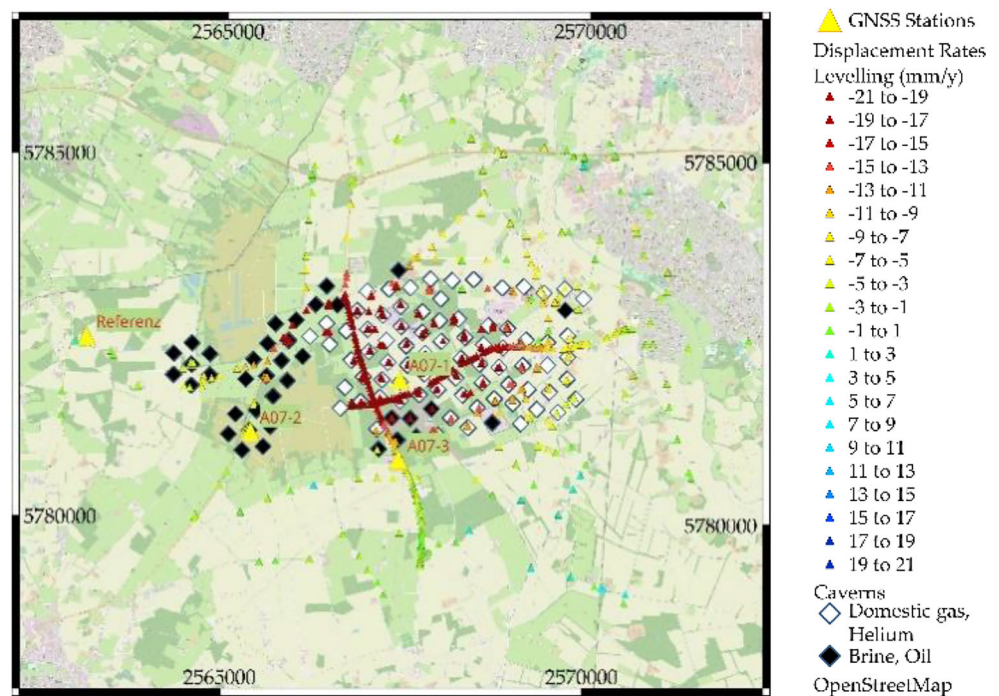 2565000 2570000
5785000 5785000
Referenz
A07-1
A07-2
A07-3
5780000 5780000
2565000 2570000
GNSS Stations
Displacement Rates
Levelling (mm/y)
-21 to -19
-19 to -17
-17 to -15
-15 to -13
-13 to -11
-11 to -9
-9 to -7
-7 to -5
-5 to -3
-3 to -1
-1 to 1
1 to 3
3 to 5
5 to 7
7 to 9
9 to 11
11 to 13
13 to 15
15 to 17
17 to 19
19 to 21
Caverns
Domestic gas,
Helium
Brine, Oil
OpenStreetMap